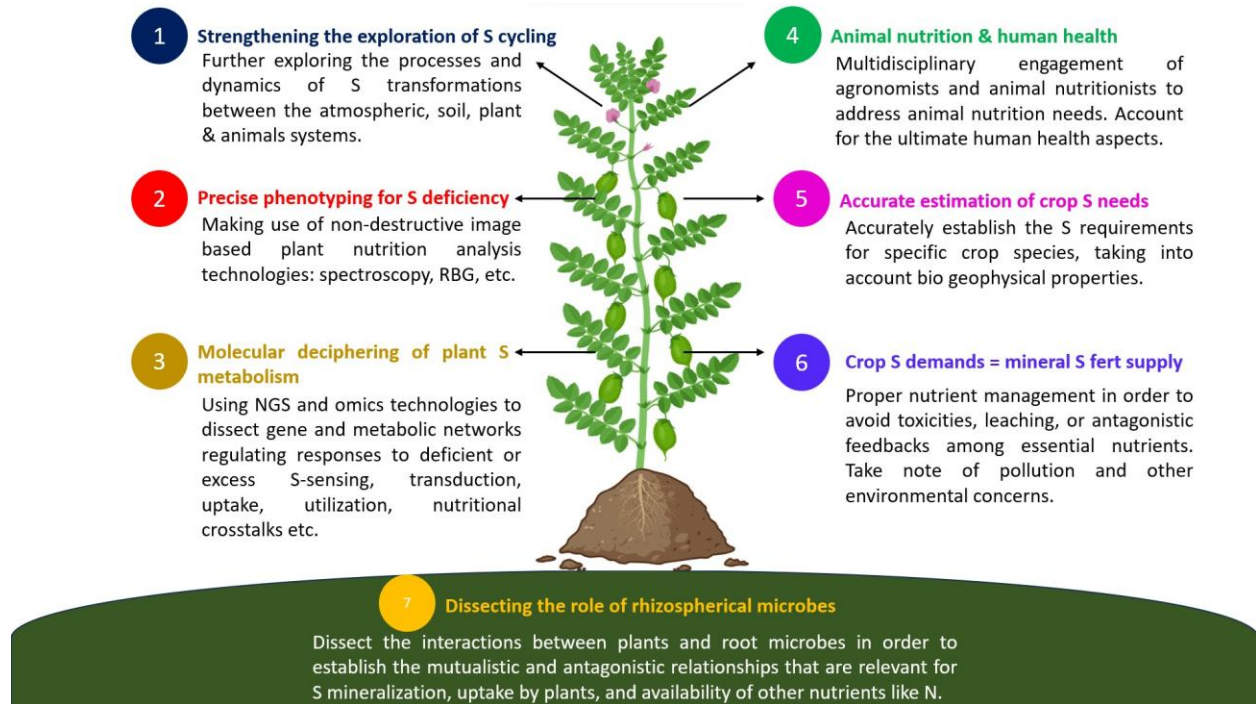 1
Strengthening the exploration of S cycling
Further exploring the processes and
dynamics of S transformations
between the atmospheric, soil, plant
& animals systems.
2
Precise phenotyping for S deficiency
Making use of non-destructive image
based plant nutrition analysis
technologies: spectroscopy, RBG, etc.
3
Molecular deciphering of plant S
metabolism
Using NGS and omics technologies to
dissect gene and metabolic networks
regulating responses to deficient or
excess S-sensing, transduction,
uptake, utilization, nutritional
crosstalks etc.
4
Animal nutrition & human health
Multidisciplinary engagement of
agronomists and animal nutritionists to
address animal nutrition needs. Account
for the ultimate human health aspects.
5
Accurate estimation of crop S needs
Accurately establish the S requirements
for specific crop species, taking into
account bio geophysical properties.
6
Crop S demands = mineral S fert supply
Proper nutrient management in order to
avoid toxicities, leaching, or antagonistic
feedbacks among essential nutrients.
Take note of pollution and other
environmental concerns.
7
Dissecting the role of rhizospherical microbes
Dissect the interactions between plants and root microbes in order to
establish the mutualistic and antagonistic relationships that are relevant for
S mineralization, uptake by plants, and availability of other nutrients like N.